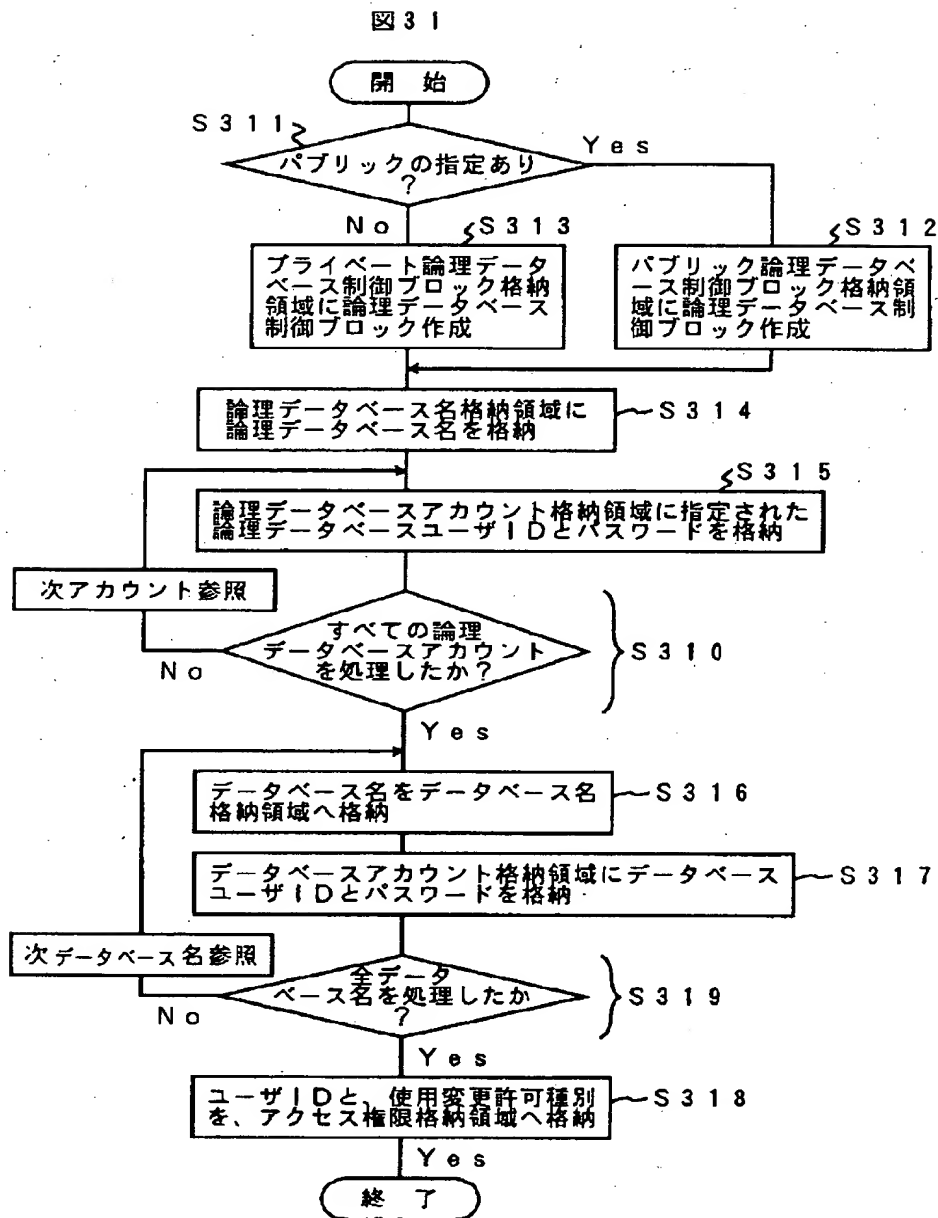 図31
開 始
S311
パブリックの指定あり
?
Yes
No
S313
プライベート論理データ
ベース制御ブロック格納
領域に論理データベース
制御ブロック作成
S312
パブリック論理データベ
ース制御ブロック格納領
域に論理データベース制
御ブロック作成
論理データベース名格納領域に
論理データベース名を格納
S314
S315
論理データベースアカウント格納領域に指定された
論理データベースユーザIDとパスワードを格納
次アカウント参照
すべての論理
データベースアカウント
を処理したか?
No
S310
Yes
データベース名をデータベース名
格納領域へ格納
S316
データベースアカウント格納領域にデータベース
ユーザIDとパスワードを格納
S317
次データベース名参照
全データ
ベース名を処理したか
?
No
S319
Yes
ユーザIDと、使用変更許可種別
を、アクセス権限格納領域へ格納
S318
Yes
終 了